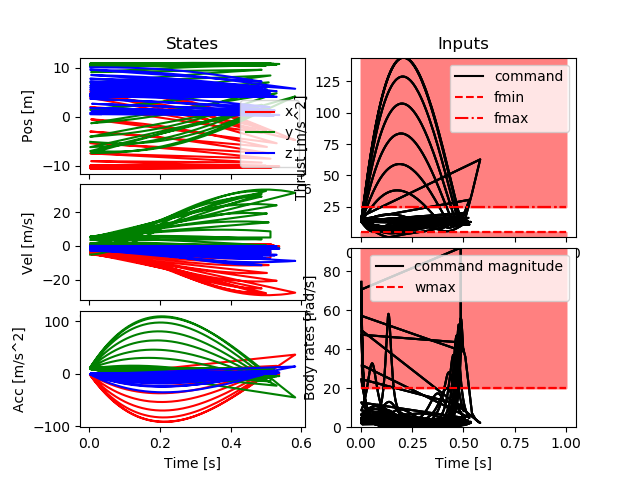 States
Pos [m]
10
0
−10
x
y
z
Vel [m/s]
20
0
−20
Acc [m/s^2]
100
0
−100
0.0
0.2
0.4
0.6
Time [s]
Inputs
Thrust [m/s^2]
125
100
75
50
25
command
fmin
fmax
Body rates [rad/s]
80
60
40
20
0
command magnitude
wmax
0.00
0.25
0.50
0.75
1.00
Time [s]